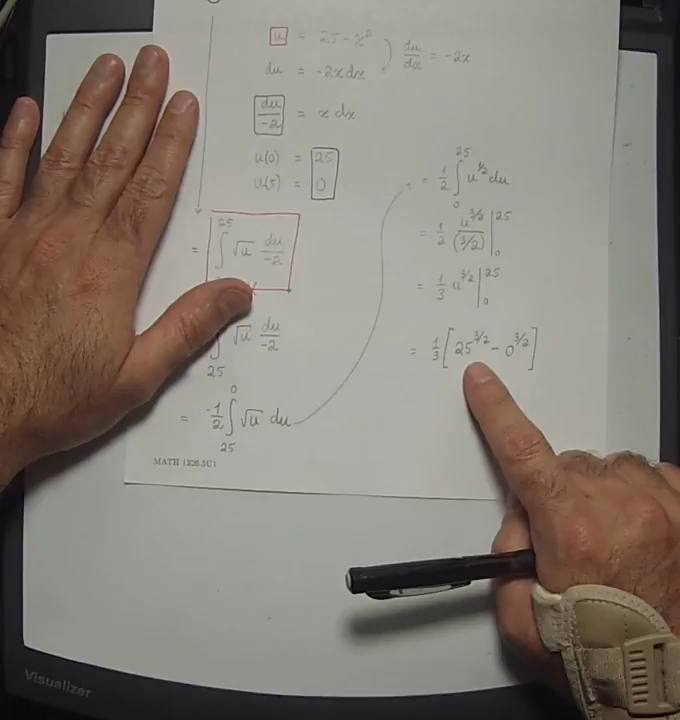 u = 25 - x²
du/dx = -2x
du = -2x dx
du/-2 = x dx
u(0) = 25
u(5) = 0
= ∫ 25 √u du/-2
∫ 25 √u du/-2
= -1/2 ∫ 25 0 √u du
= 1/2 ∫ 0 25 u^1/2 du
= 1/2 u^3/2/(3/2) | 0 25
= 1/3 u^3/2 | 0 25
= 1/3 [25^3/2 - 0^3/2]
MATH
Visualizer